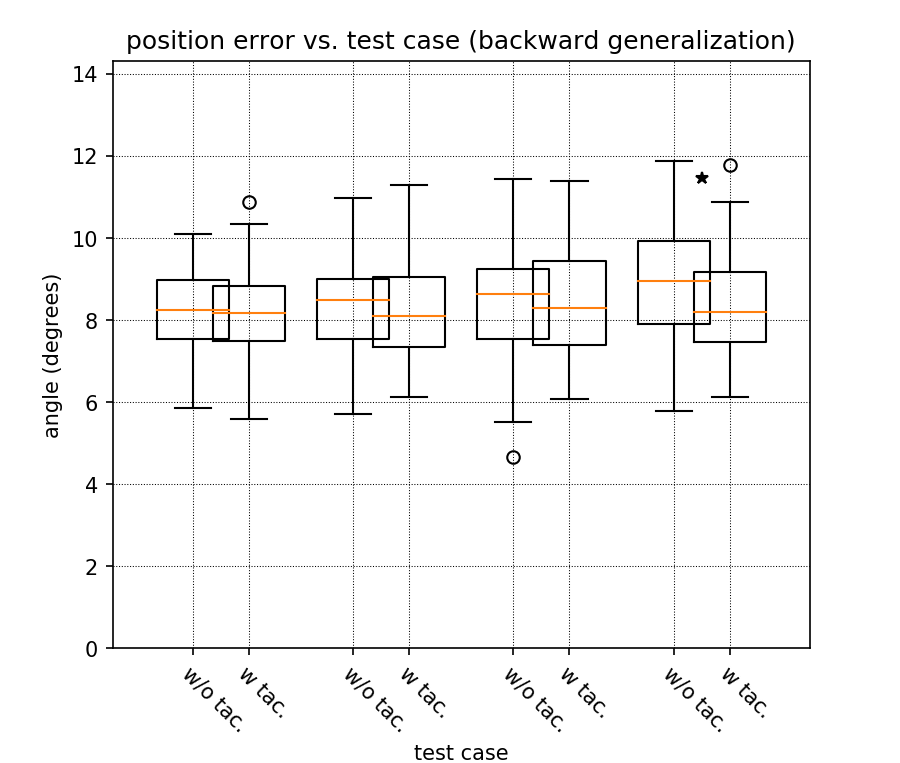 position error vs. test case (backward generalization)
angle (degrees)
14
12
10
8
6
4
2
0
w/o tac.
w tac.
w/o tac.
w tac.
w/o tac.
w tac.
w/o tac.
w tac.
test case